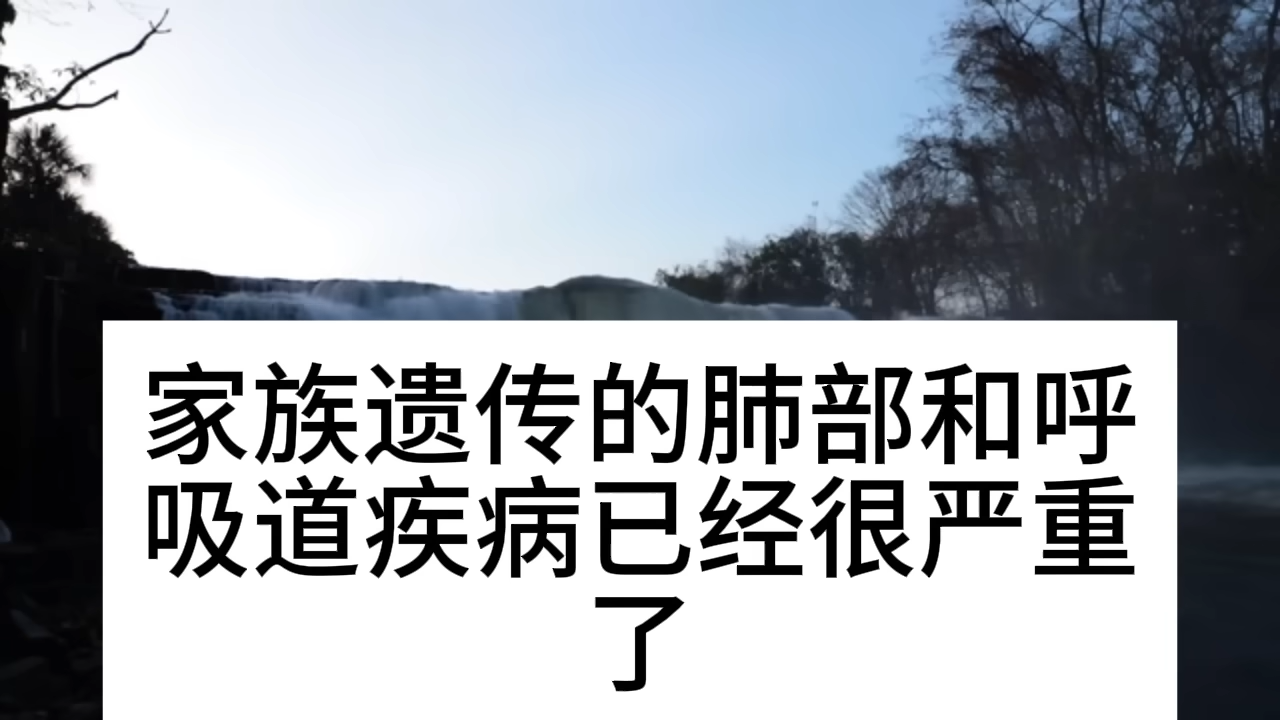 家族遗传的肺部和呼
吸道疾病已经很严重
了